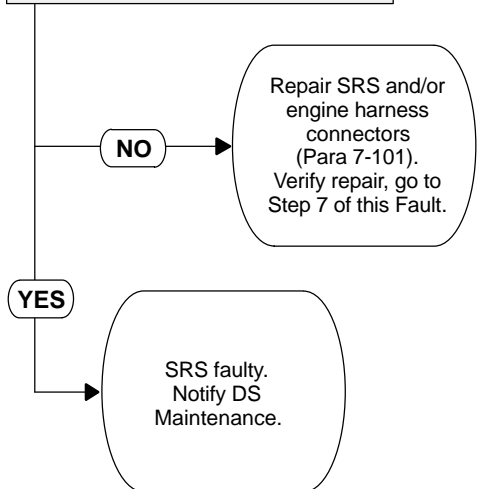 NO
Repair SRS and/or
engine harness
connectors
(Para 7-101).
Verify repair, go to
Step 7 of this Fault.
YES
SRS faulty.
Notify DS
Maintenance.